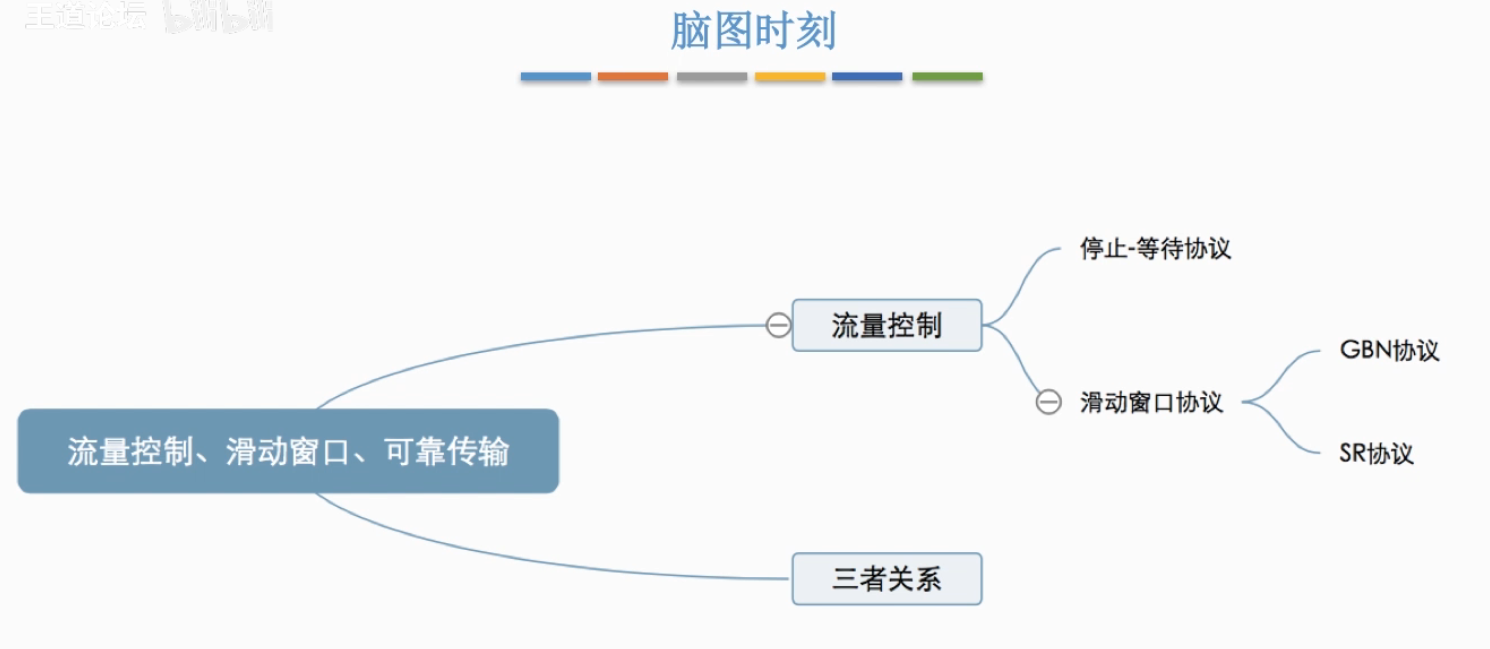 王道论坛 bilibili
脑图时刻
停止-等待协议
流量控制
GBN协议
滑动窗口协议
流量控制、滑动窗口、可靠传输
SR协议
三者关系